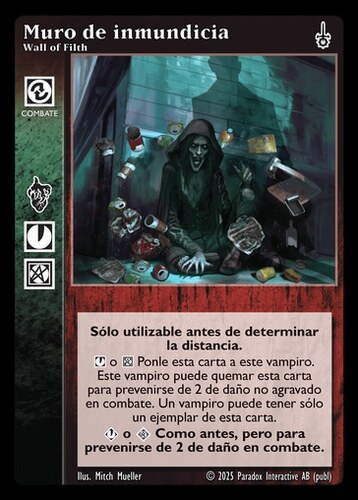 Muro de inmundicia
Wall of Filth
COMBATE
Sólo utilizable antes de determinar
la distancia.
o Ponle esta carta a este vampiro.
Este vampiro puede quemar esta carta
para prevenirse de 2 de daño no agravado
en combate. Un vampiro puede tener sólo
un ejemplar de esta carta.
o Como antes, pero para
prevenirse de 2 de daño en combate.
Ilus. Mitch Mueller © 2025 Paradox Interactive AB (publ)